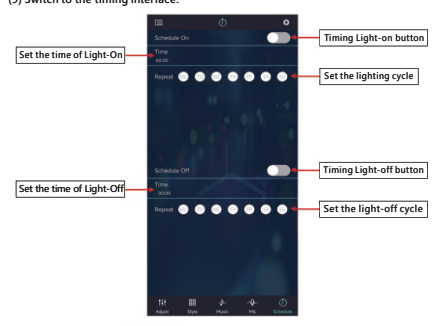 (5) Switch to the timing interface.
Schedule On
Timing Light-on button
Set the time of Light-On
Time
00:00
Repeat
Set the lighting cycle
Schedule Off
Timing Light-off button
Set the time of Light-Off
Time
00:00
Repeat
Set the light-off cycle
Adjust Style Music Mic Schedule